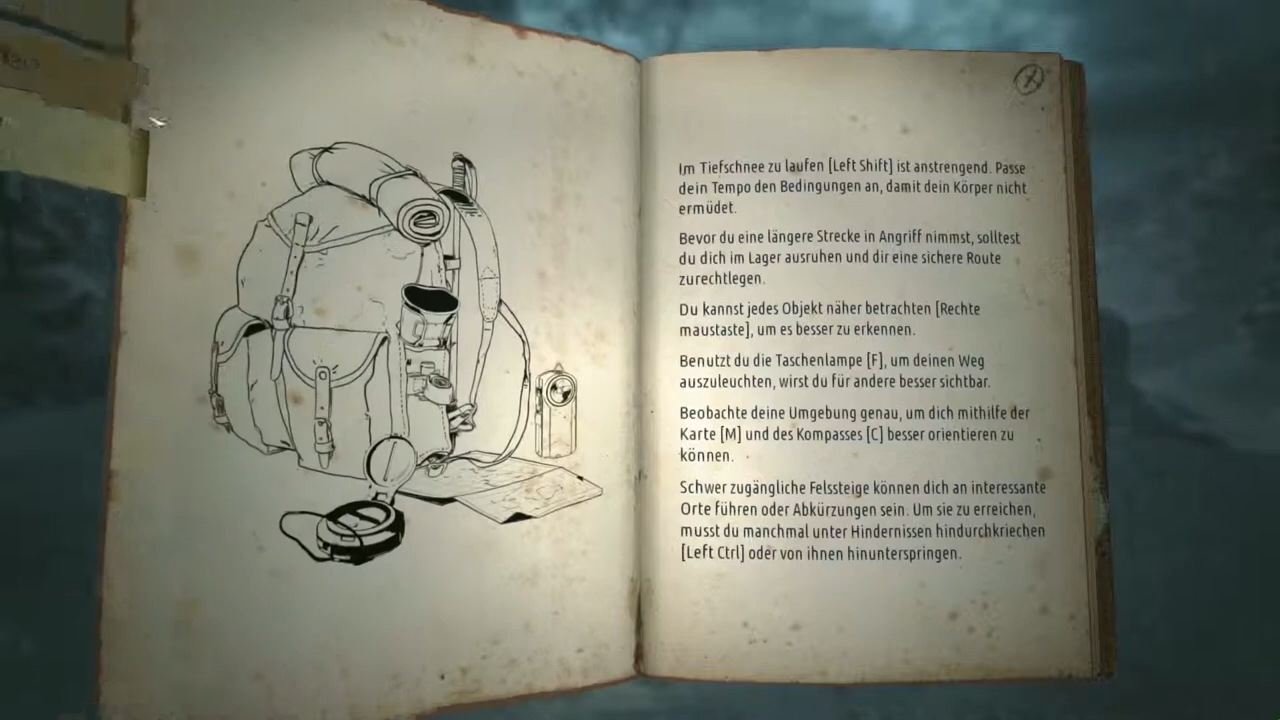 Im Tiefschnee zu laufen [Left Shift] ist anstrengend. Passe
dein Tempo den Bedingungen an, damit dein Körper nicht
ermüdet.
Bevor du eine längere Strecke in Angriff nimmst, solltest
du dich im Lager ausruhen und dir eine sichere Route
zurechtlegen.
Du kannst jedes Objekt näher betrachten [Rechte
maustaste], um es besser zu erkennen.
Benutzt du die Taschenlampe [F], um deinen Weg
auszuleuchten, wirst du für andere besser sichtbar.
Beobachte deine Umgebung genau, um dich mithilfe der
Karte [M] und des Kompasses [C] besser orientieren zu
können.
Schwer zugängliche Felssteige können dich an interessante
Orte führen oder Abkürzungen sein. Um sie zu erreichen,
musst du manchmal unter Hindernissen hindurchkriechen
[Left Ctrl] oder von ihnen hinunterspringen.